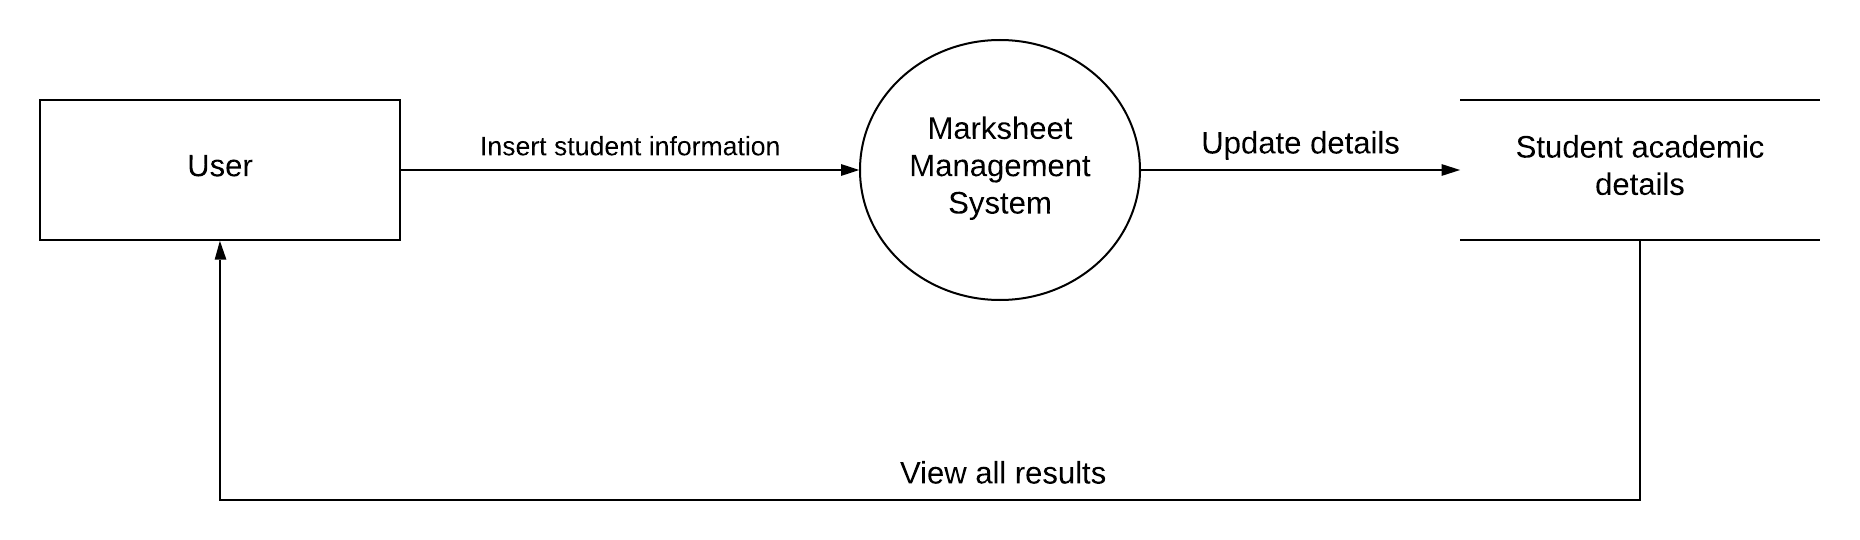 User
Insert student information
Marksheet
Management
System
Update details
Student academic
details
View all results